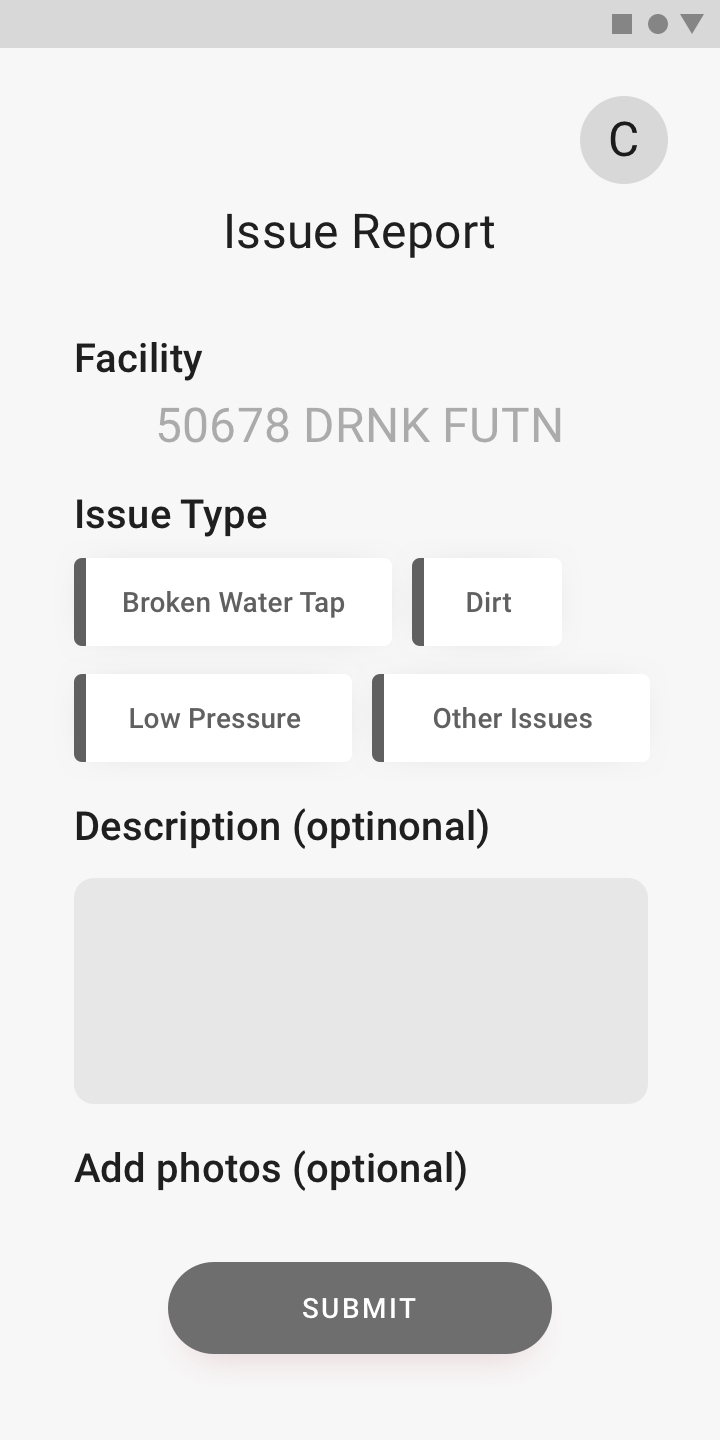 C
Issue Report
Facility
50678 DRNK FUTN
Issue Type
Broken Water Tap
Dirt
Low Pressure
Other Issues
Description (optinonal)
Add photos (optional)
SUBMIT